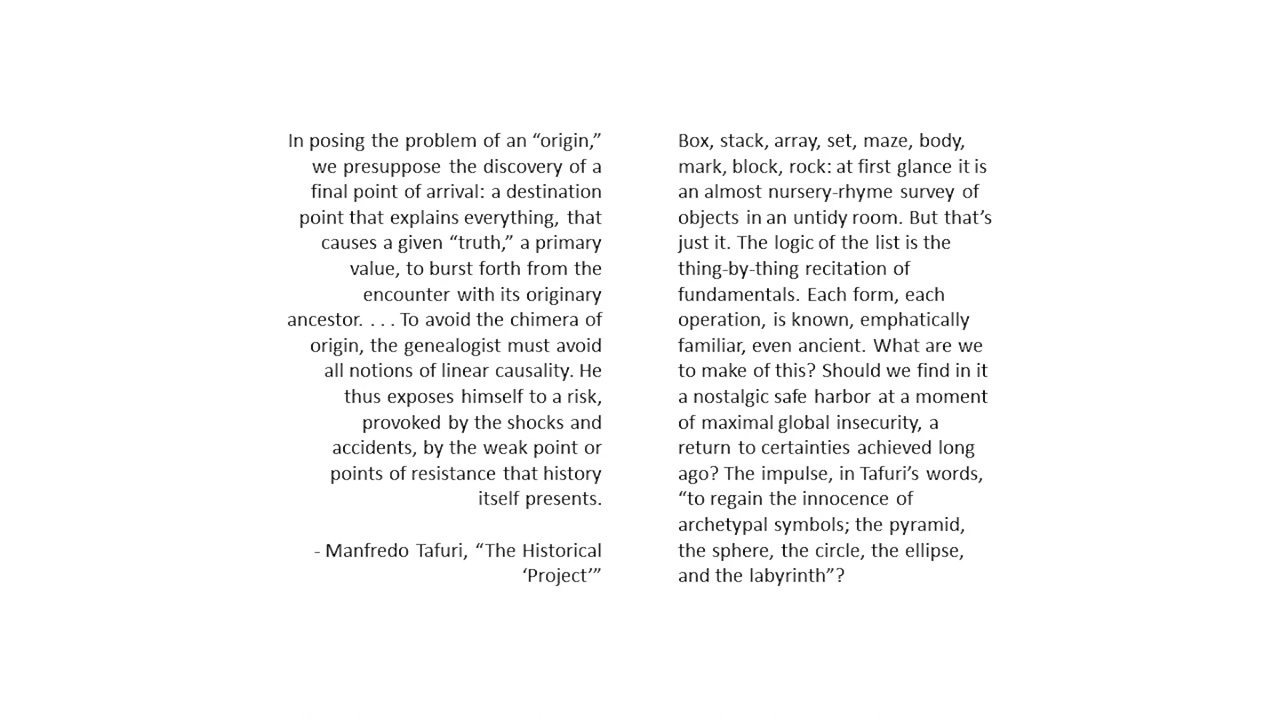 In posing the problem of an “origin,”
we presuppose the discovery of a
final point of arrival: a destination
point that explains everything, that
causes a given “truth,” a primary
value, to burst forth from the
encounter with its originary
ancestor. . . . To avoid the chimera of
origin, the genealogist must avoid
all notions of linear causality. He
thus exposes himself to a risk,
provoked by the shocks and
accidents, by the weak point or
points of resistance that history
itself presents.
- Manfredo Tafuri, “The Historical
‘Project’”
Box, stack, array, set, maze, body,
mark, block, rock: at first glance it is
an almost nursery-rhyme survey of
objects in an untidy room. But that’s
just it. The logic of the list is the
thing-by-thing recitation of
fundamentals. Each form, each
operation, is known, emphatically
familiar, even ancient. What are we
to make of this? Should we find in it
a nostalgic safe harbor at a moment
of maximal global insecurity, a
return to certainties achieved long
ago? The impulse, in Tafuri’s words,
“to regain the innocence of
archetypal symbols; the pyramid,
the sphere, the circle, the ellipse,
and the labyrinth”?